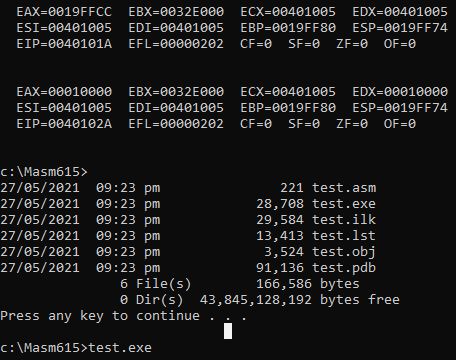 EAX=0019FFCC  EBX=0032E000  ECX=00401005  EDX=00401005
ESI=00401005  EDI=00401005  EBP=0019FF80  ESP=0019FF74
EIP=0040101A  EFL=00000202  CF=0  SF=0  ZF=0  OF=0
EAX=00010000  EBX=0032E000  ECX=00401005  EDX=00010000
ESI=00401005  EDI=00401005  EBP=0019FF80  ESP=0019FF74
EIP=0040102A  EFL=00000202  CF=0  SF=0  ZF=0  OF=0
c:\Masm615>
27/05/2021  09:23 pm               221 test.asm
27/05/2021  09:23 pm            28,708 test.exe
27/05/2021  09:23 pm            29,584 test.ilk
27/05/2021  09:23 pm            13,413 test.lst
27/05/2021  09:23 pm             3,524 test.obj
27/05/2021  09:23 pm            91,136 test.pdb
6 File(s)        166,586 bytes
0 Dir(s)  43,845,128,192 bytes free
Press any key to continue . . .
c:\Masm615>test.exe